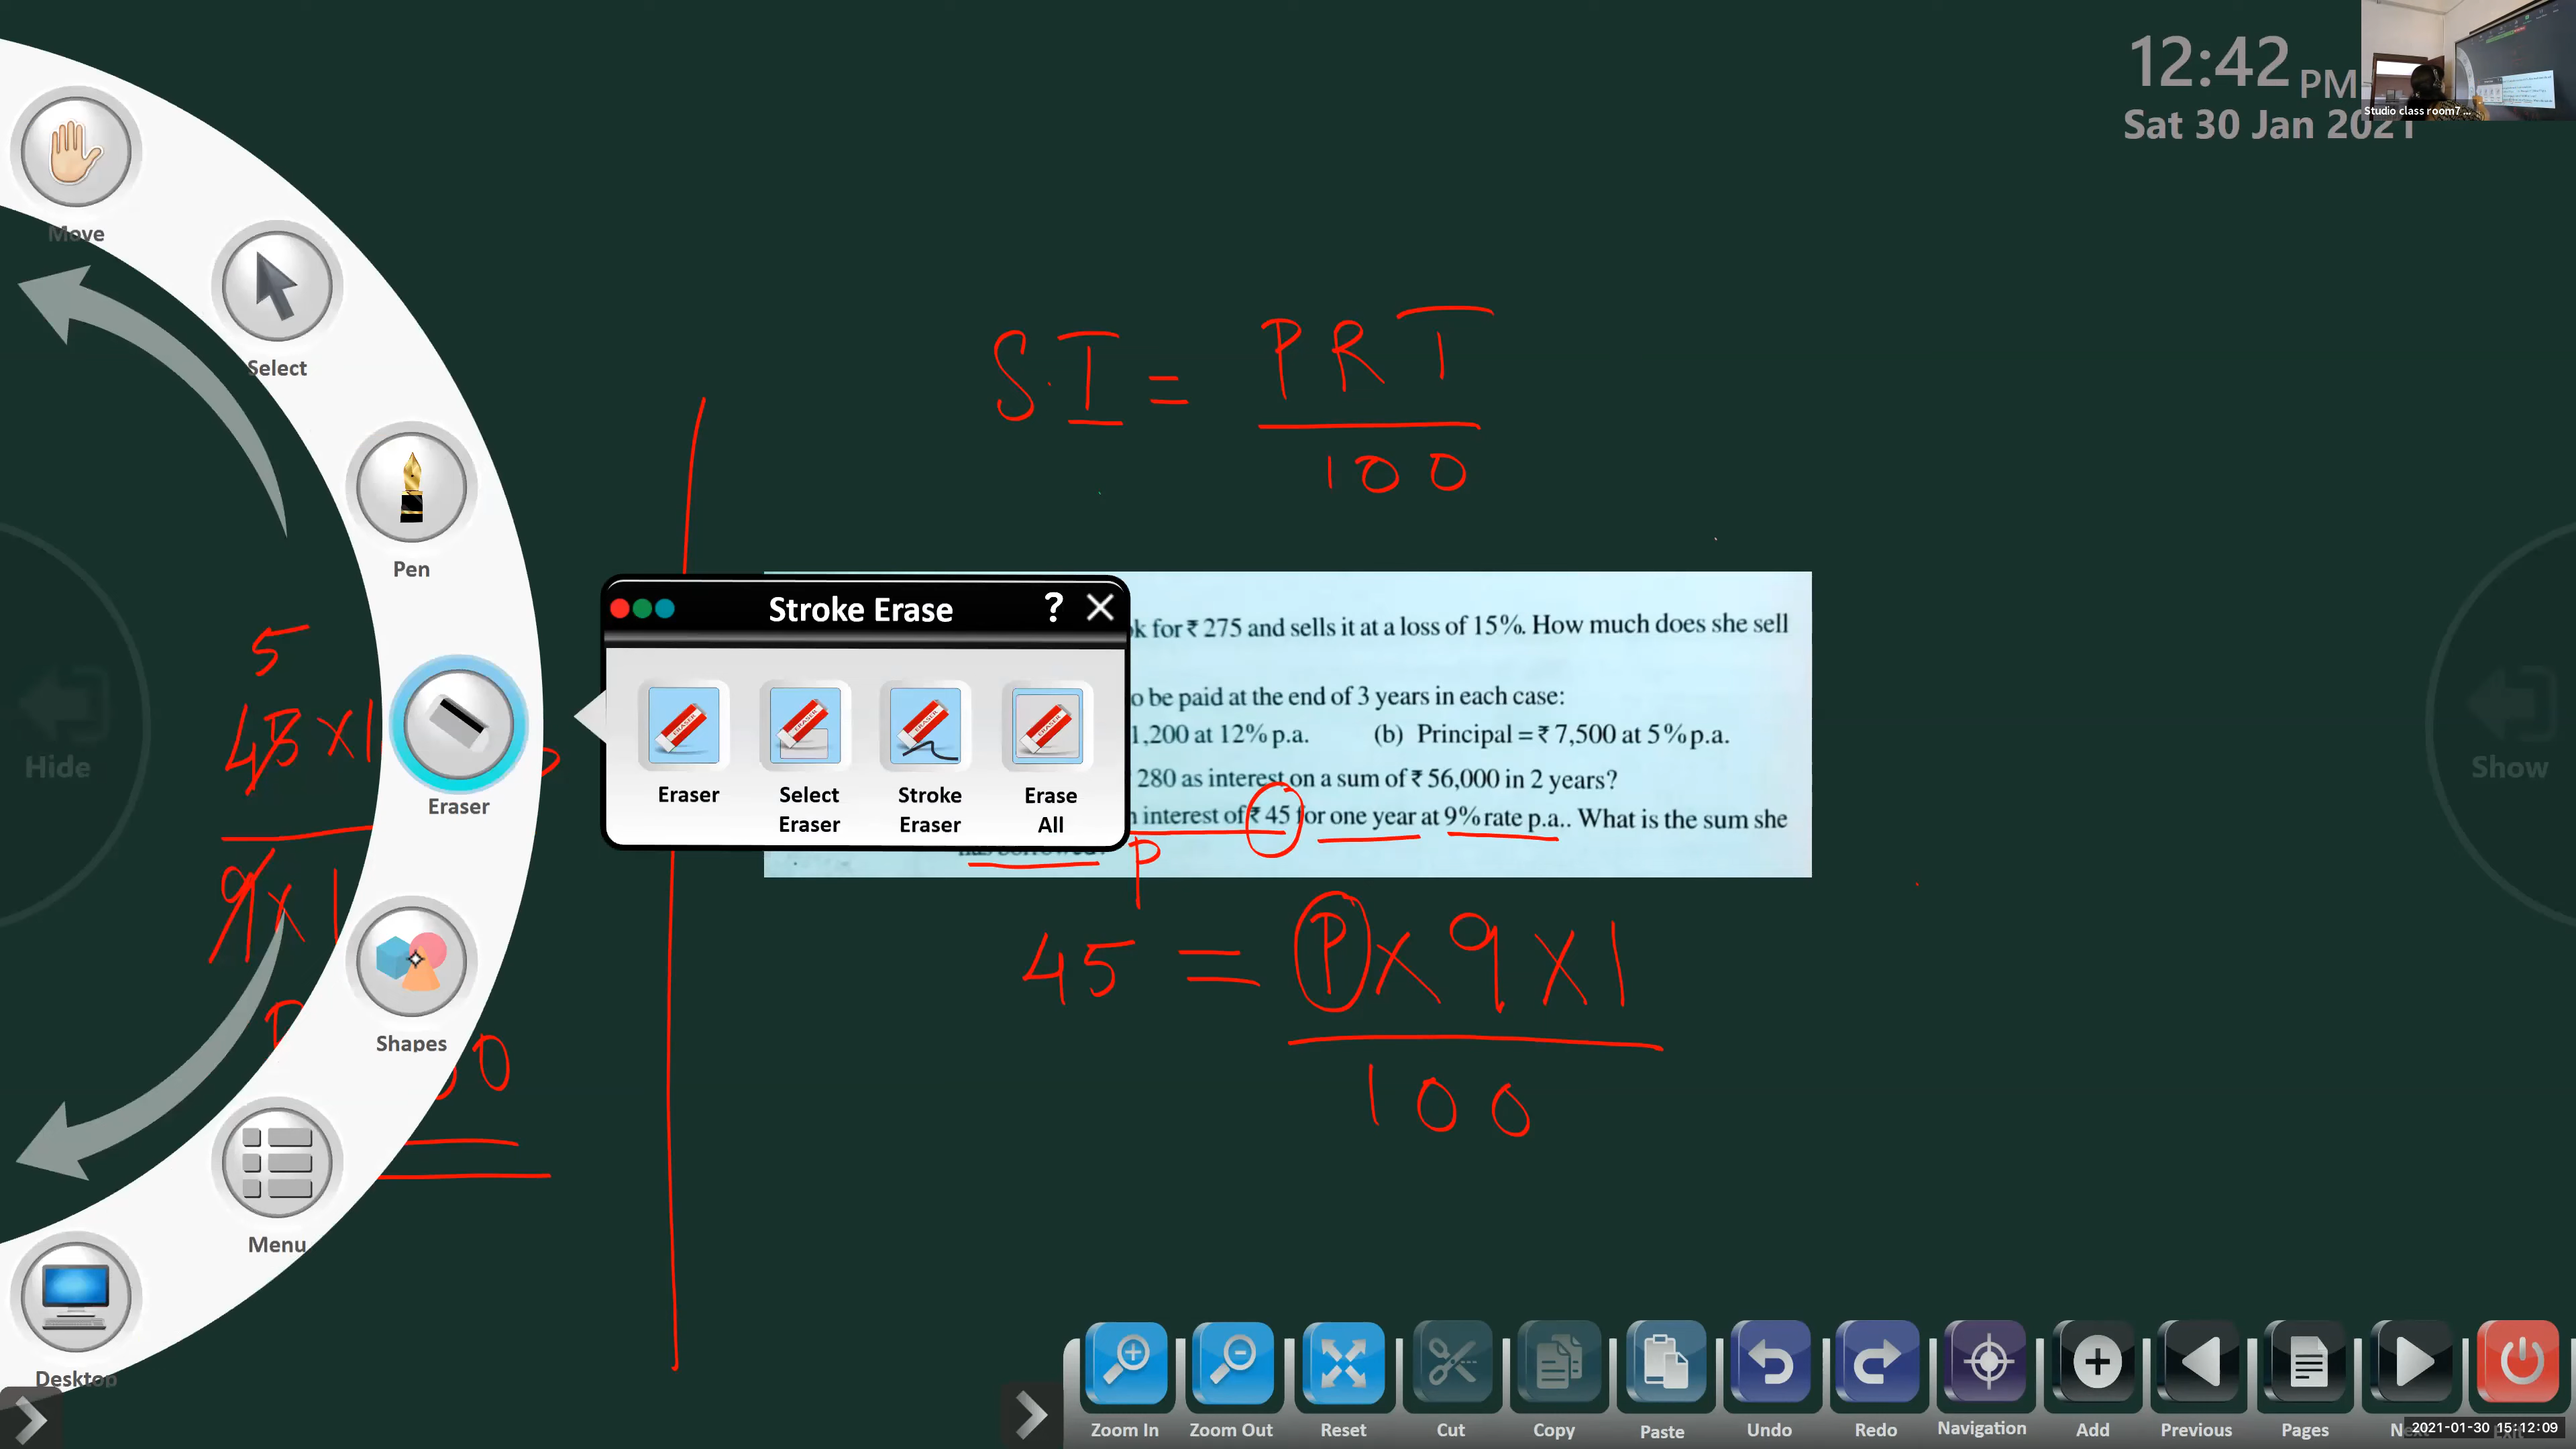 12:42 PM
Sat 30 Jan 2021
Studio class room7 ...
Move
Select
Pen
Eraser
Shapes
Menu
Desktop
Hide
Show
S.I = PRT
100
Stroke Erase ? X
Eraser
Select Eraser
Stroke Eraser
Erase All
k for ₹ 275 and sells it at a loss of 15%. How much does she sell
o be paid at the end of 3 years in each case:
1,200 at 12% p.a. (b) Principal = ₹ 7,500 at 5% p.a.
280 as interest on a sum of ₹ 56,000 in 2 years?
interest of ₹ 45 for one year at 9% rate p.a.. What is the sum she
P
45 = P x 9 x 1
100
5
45 x 1
9 x 1
Zoom In
Zoom Out
Reset
Cut
Copy
Paste
Undo
Redo
Navigation
Add
Previous
Pages
2021-01-30 15:12:09